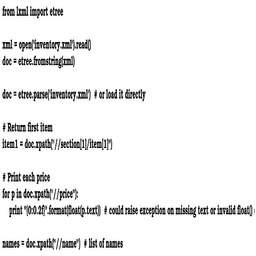 from lxml import etree
xml = open('inventory.xml').read()
doc = etree.fromstring(xml)
doc = etree.parse('inventory.xml')  # or load it directly
# Return first item
item1 = doc.xpath("//section[1]/item[1]")
# Print each price
for p in doc.xpath("//price"):
    print "{0:0.2f}".format(float(p.text))  # could raise exception on missing text or invalid float() 
names = doc.xpath("//name")  # list of names